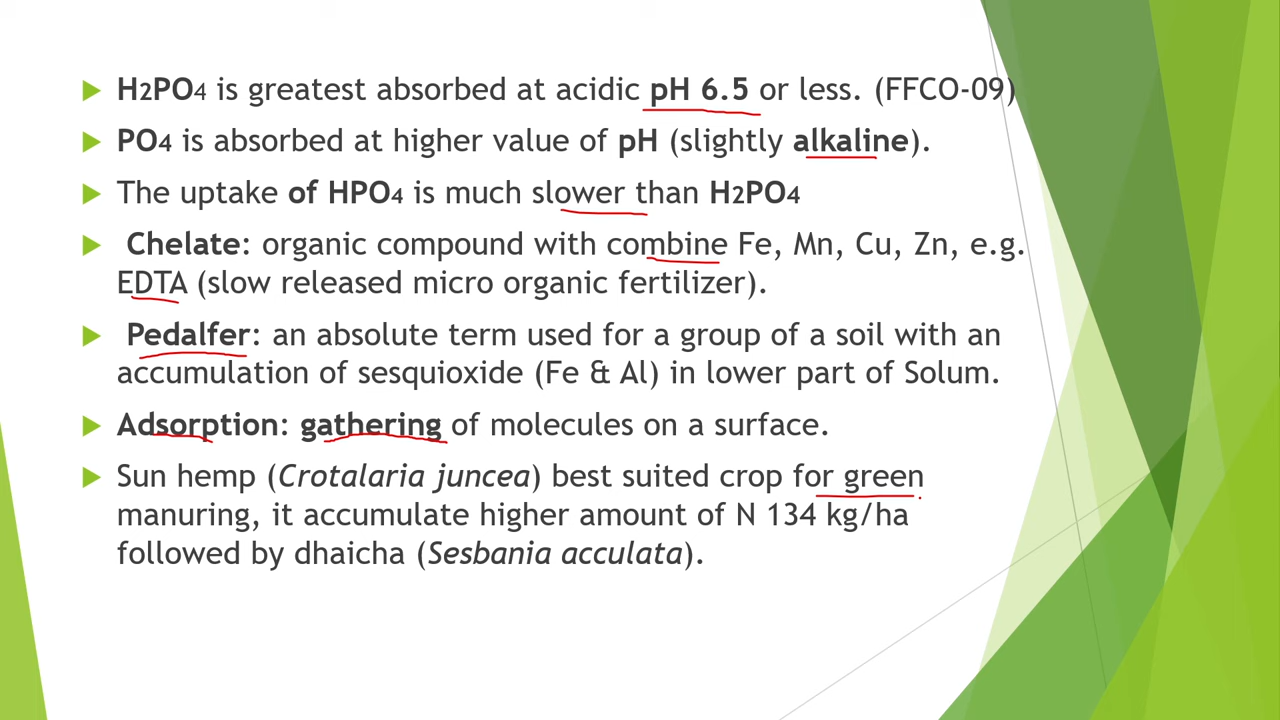 H2PO4 is greatest absorbed at acidic pH 6.5 or less. (FFCO-09)
PO4 is absorbed at higher value of pH (slightly alkaline).
The uptake of HPO4 is much slower than H2PO4
Chelate: organic compound with combine Fe, Mn, Cu, Zn, e.g.
EDTA (slow released micro organic fertilizer).
Pedalfer: an absolute term used for a group of a soil with an
accumulation of sesquioxide (Fe & Al) in lower part of Solum.
Adsorption: gathering of molecules on a surface.
Sun hemp (Crotalaria juncea) best suited crop for green
manuring, it accumulate higher amount of N 134 kg/ha
followed by dhaicha (Sesbania acculata).